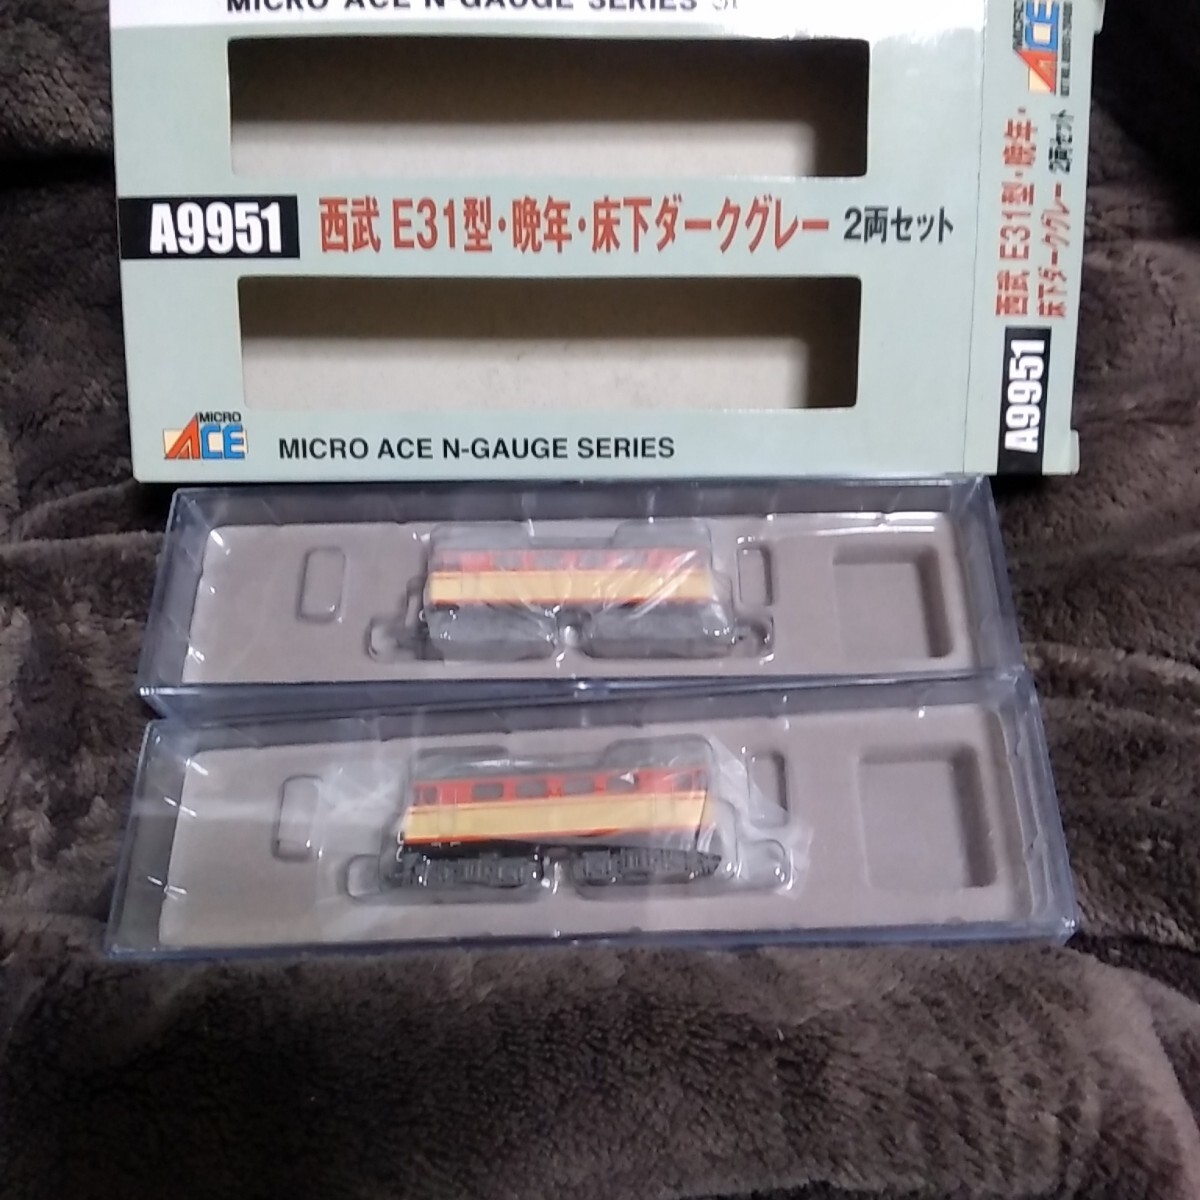 MICRO ACE N-GAUGE SERIES
A9951 西武 E31型・晩年・床下ダークグレー 2両セット
MICRO
ACE
MICRO ACE N-GAUGE SERIES
MICRO
ACE
西武 E31型・晩年・
床下ダークグレー 2両セット
A9951